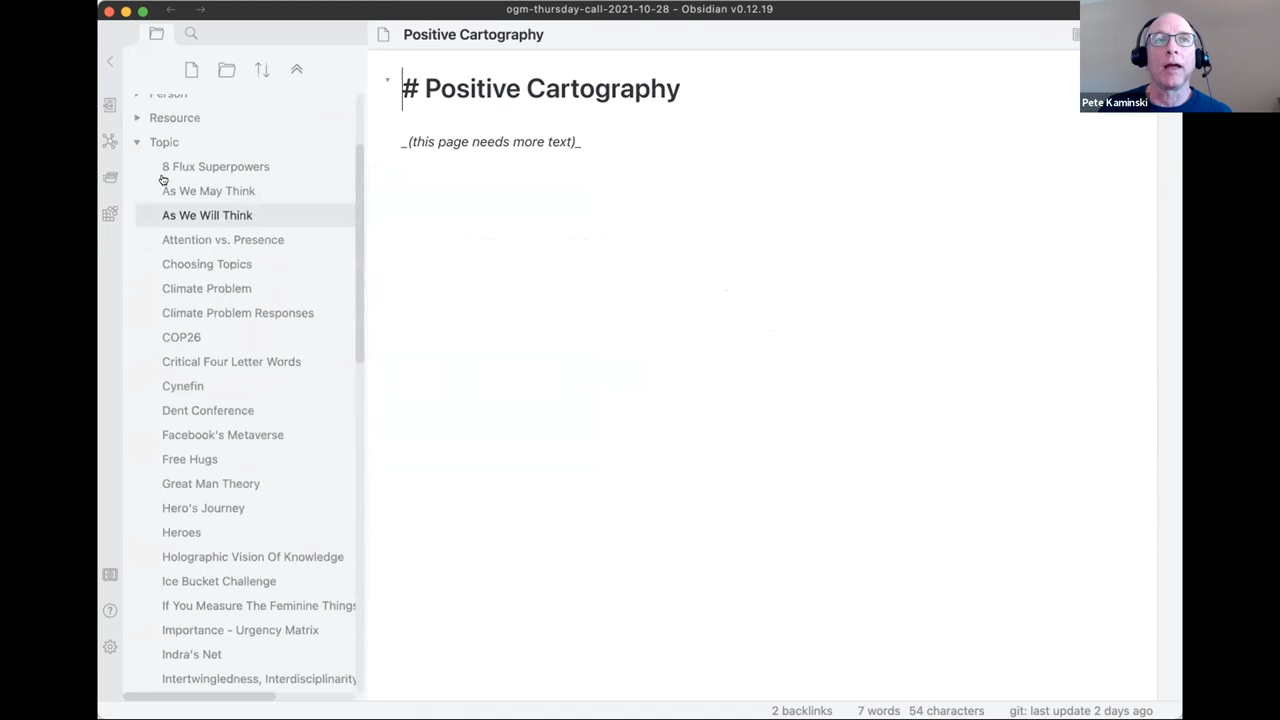 ogm-thursday-call-2021-10-28 - Obsidian v0.12.19
Positive Cartography
Person
Resource
Topic
8 Flux Superpowers
As We May Think
As We Will Think
Attention vs. Presence
Choosing Topics
Climate Problem
Climate Problem Responses
COP26
Critical Four Letter Words
Cynefin
Dent Conference
Facebook's Metaverse
Free Hugs
Great Man Theory
Hero's Journey
Heroes
Holographic Vision Of Knowledge
Ice Bucket Challenge
If You Measure The Feminine Things
Importance - Urgency Matrix
Indra's Net
Intertwingledness, Interdisciplinarity
# Positive Cartography
_(this page needs more text)_
Pete Kaminski
2 backlinks 7 words 54 characters git: last update 2 days ago